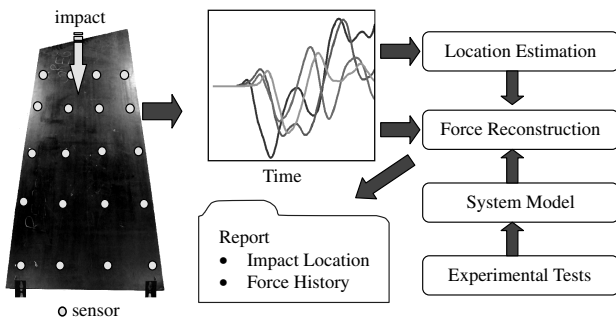 impact
sensor
Time
Location Estimation
Force Reconstruction
System Model
Experimental Tests
Report
• Impact Location
• Force History